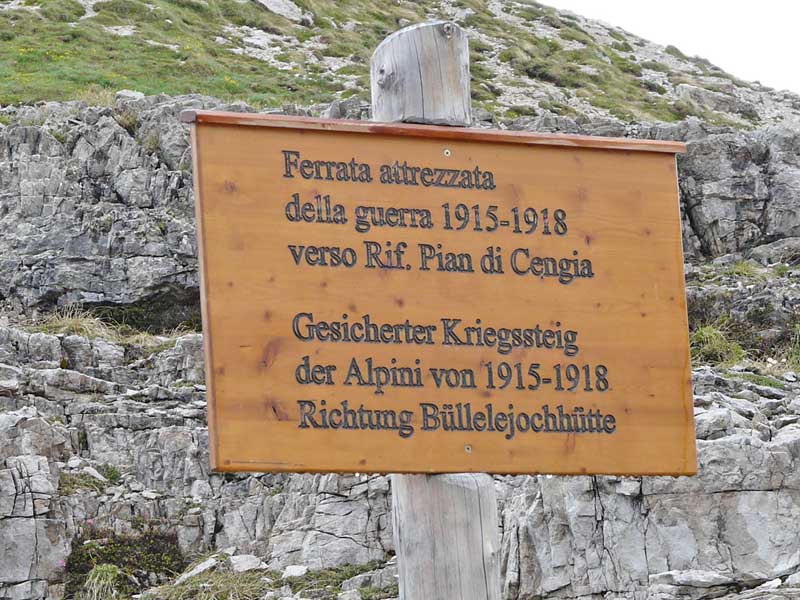 Ferrata attrezzata
della guerra 1915-1918
verso Rif. Pian di Cengia
Gesicherter Kriegssteig
der Alpini von 1915-1918
Richtung Büllelejochhütte